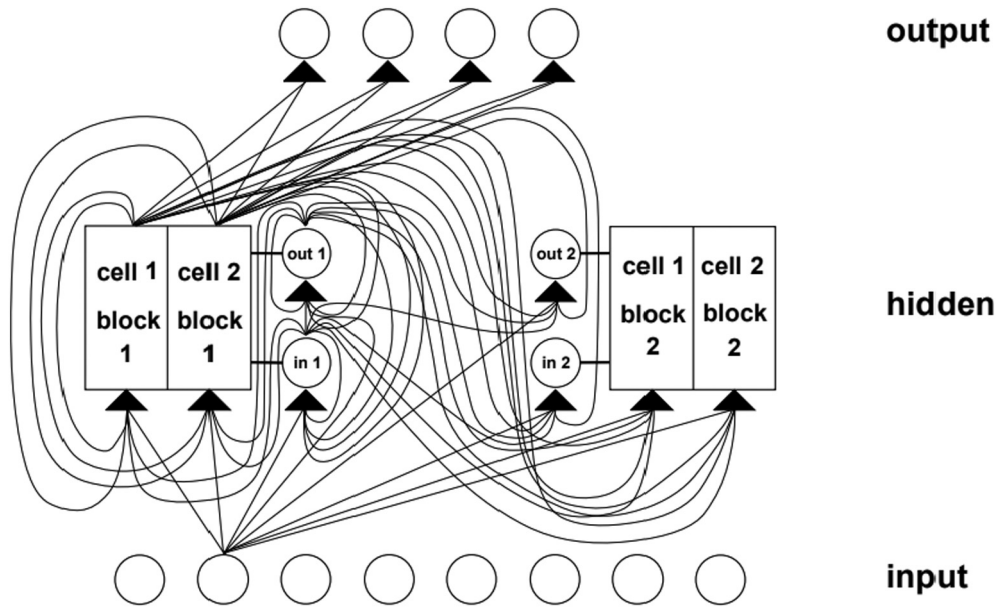 output
out 1
out 2
cell 1
block
1
cell 2
block
1
cell 1
block
2
cell 2
block
2
hidden
in 1
in 2
input